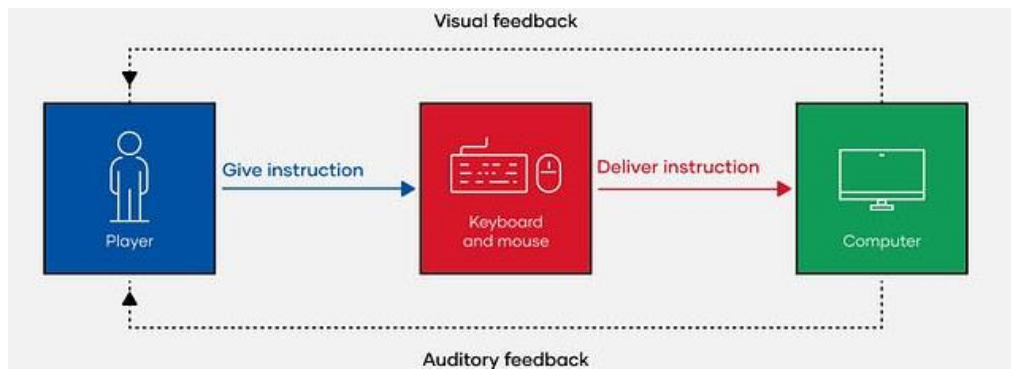 Visual feedback
Give instruction
Deliver instruction
Player
Keyboard
and mouse
Computer
Auditory feedback